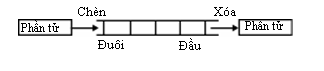 Chèn Xóa
Phần tử Phần tử
Đuôi Đầu